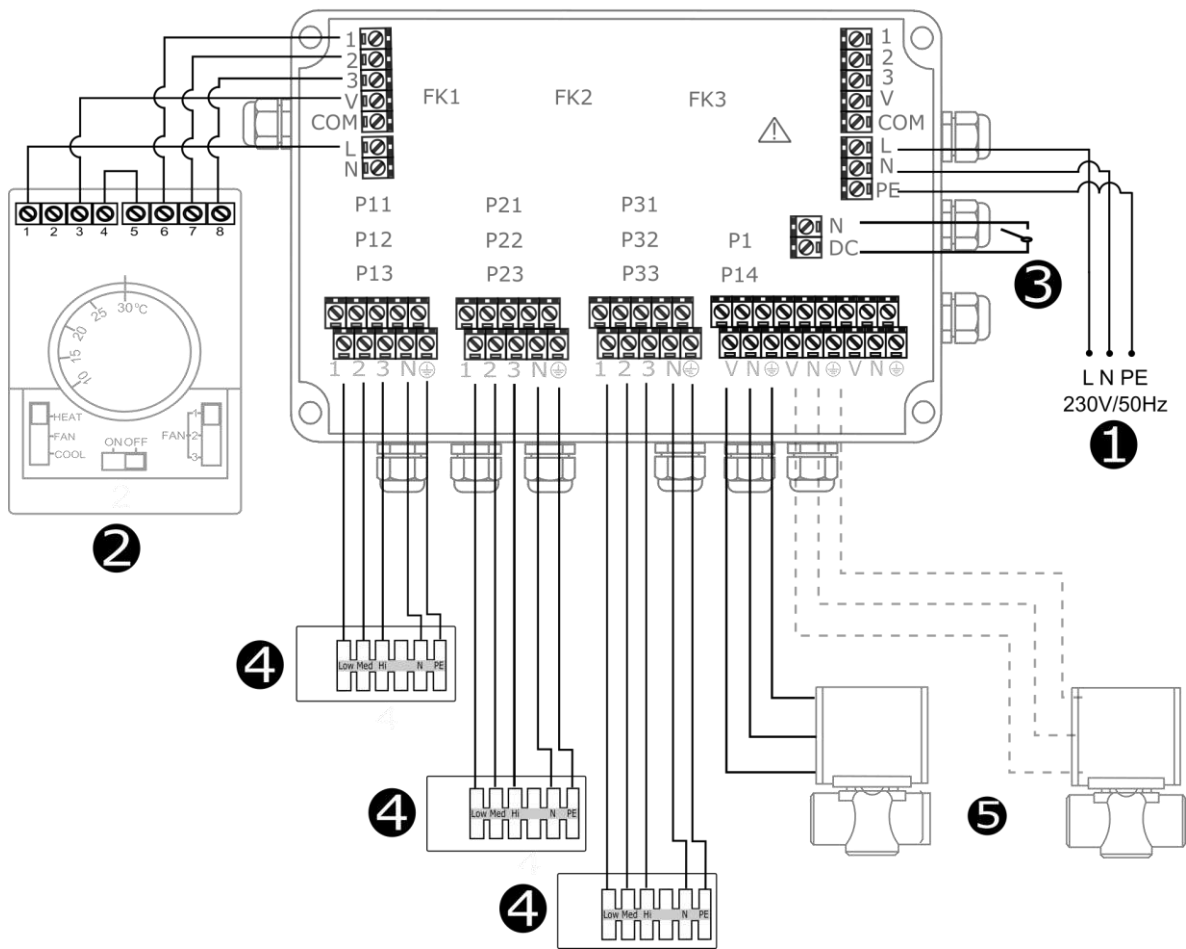 1
2
3
V
COM
L
N
FK1 FK2 FK3
1
2
3
V
COM
L
N
PE
P11 P21 P31
P12 P22 P32 P1
P13 P23 P33 P14
N
DC
3
1 2 3 4 5 6 7 8
30°C
25
20
15
10
HEAT
FAN
COOL
ON OFF
FAN
1
2
3
2
2
1 2 3 N
1 2 3 N
1 2 3 N
V N V N V N
L N PE
230V/50Hz
1
4
Low Med Hi N PE
4
4
Low Med Hi N PE
4
4
Low Med Hi N PE
5